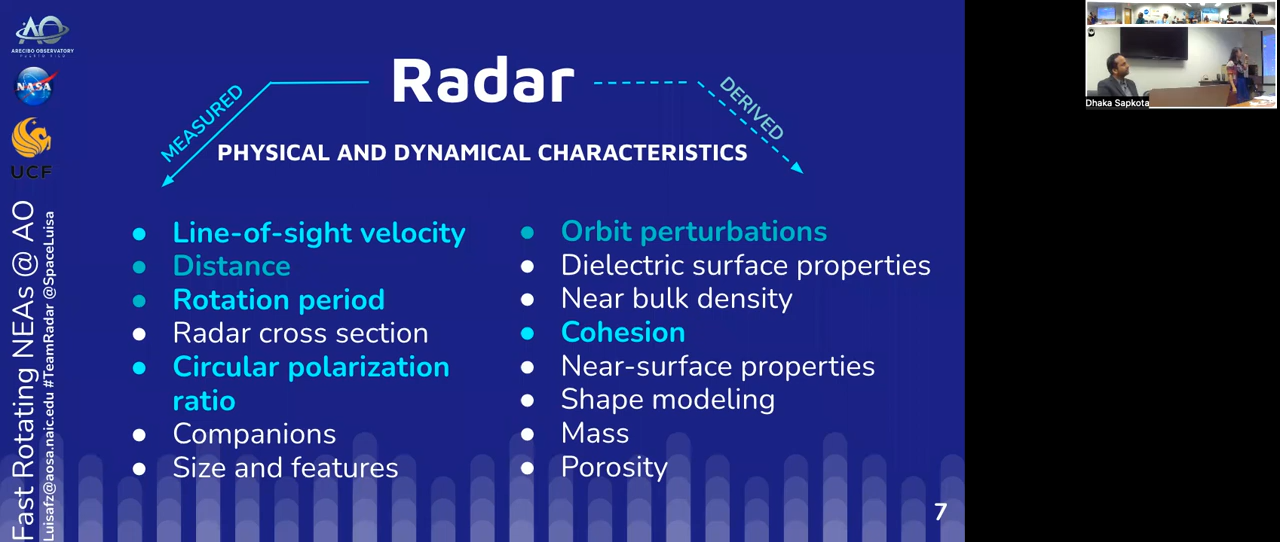 AO
ARECIBO OBSERVATORY
PUERTO RICO
NASA
UCF
Fast Rotating NEAs @ AO
Luisafz@aosa.naic.edu #TeamRadar @SpaceLuisa
Radar
MEASURED
DERIVED
PHYSICAL AND DYNAMICAL CHARACTERISTICS
● Line-of-sight velocity
● Distance
● Rotation period
● Radar cross section
● Circular polarization
ratio
● Companions
● Size and features
● Orbit perturbations
● Dielectric surface properties
● Near bulk density
● Cohesion
● Near-surface properties
● Shape modeling
● Mass
● Porosity
7
Dhaka Sapkota